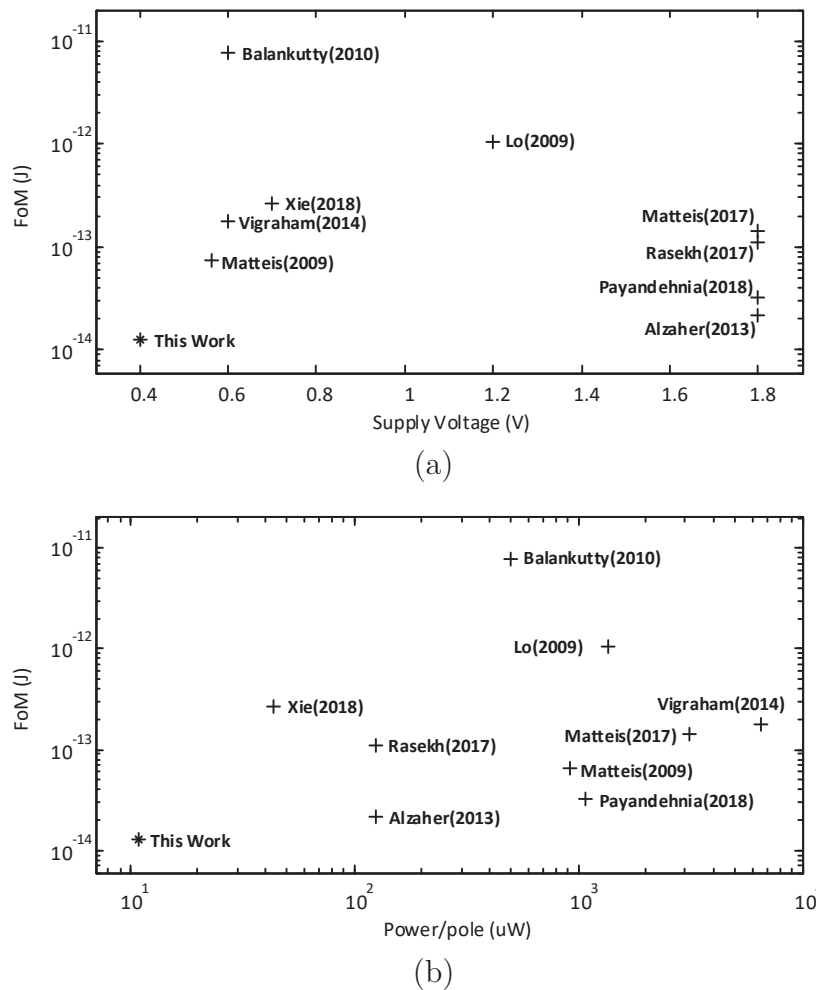 10^-11
Balankutty(2010)
10^-12
Lo(2009)
FoM (J)
Xie(2018)
Vigraham(2014)
Matteis(2017)
10^-13
Rasekh(2017)
Matteis(2009)
Payandehnia(2018)
Alzaher(2013)
This Work
10^-14
0.4 0.6 0.8 1 1.2 1.4 1.6 1.8
Supply Voltage (V)
(a)
10^-11
Balankutty(2010)
10^-12
Lo(2009)
FoM (J)
Xie(2018)
Vigraham(2014)
Matteis(2017)
10^-13
Rasekh(2017)
Matteis(2009)
Payandehnia(2018)
Alzaher(2013)
This Work
10^-14
10^1 10^2 10^3
Power/pole (uW)
(b)